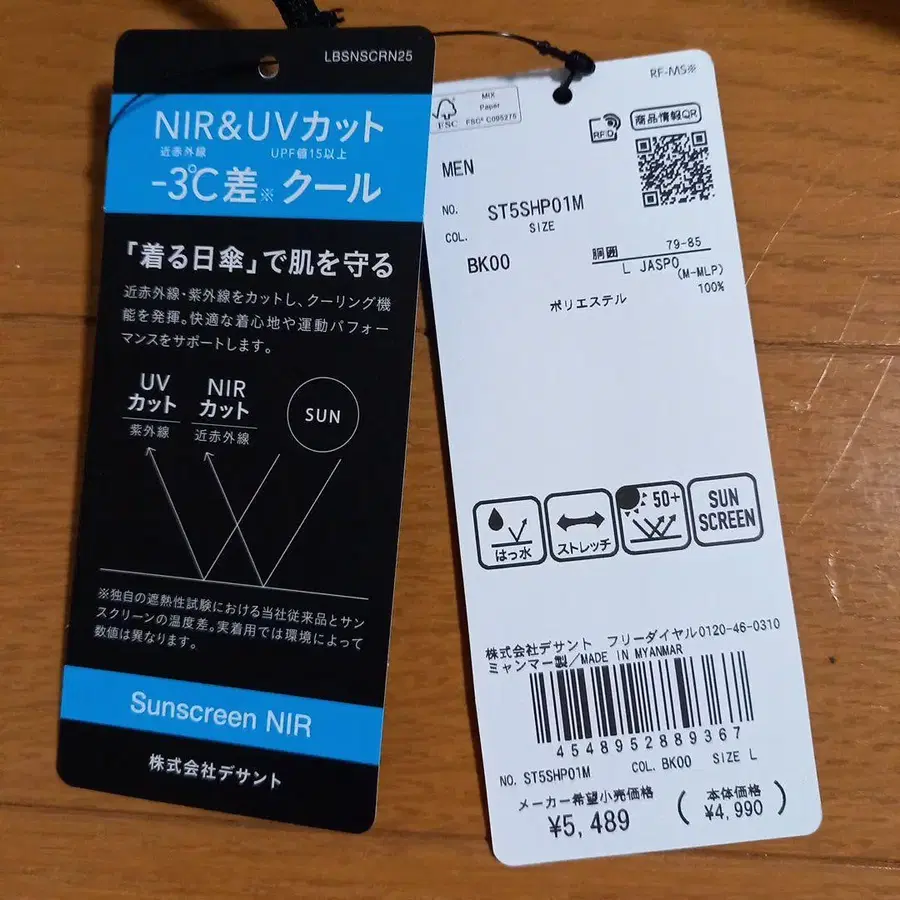 LBSNSCRN25
NIR&UVカット
近赤外線 UPF値15以上
-3℃差※クール
「着る日傘」で肌を守る
近赤外線・紫外線をカットし、クーリング機
能を発揮。快適な着心地や運動パフォー
マンスをサポートします。
UV
カット
紫外線
NIR
カット
近赤外線
SUN
※独自の遮熱性試験における当社従来品とサン
スクリーンの温度差。実着用では環境によって
数値は異なります。
Sunscreen NIR
株式会社デサント
RF-MS※
FSC
MIX
Paper
FSC® C095275
RFID
商品情報QR
MEN
NO. ST5SHP01M
COL. SIZE
BK00
胴囲 79-85
L JASPO
(M-MLP)
ポリエステル 100%
はっ水
ストレッチ
50+
SUN
SCREEN
株式会社デサント フリーダイヤル0120-46-0310
ミャンマー製/MADE IN MYANMAR
4548952889367
NO. ST5SHP01M COL. BK00 SIZE L
メーカー希望小売価格
¥5,489
(本体価格
¥4,990)